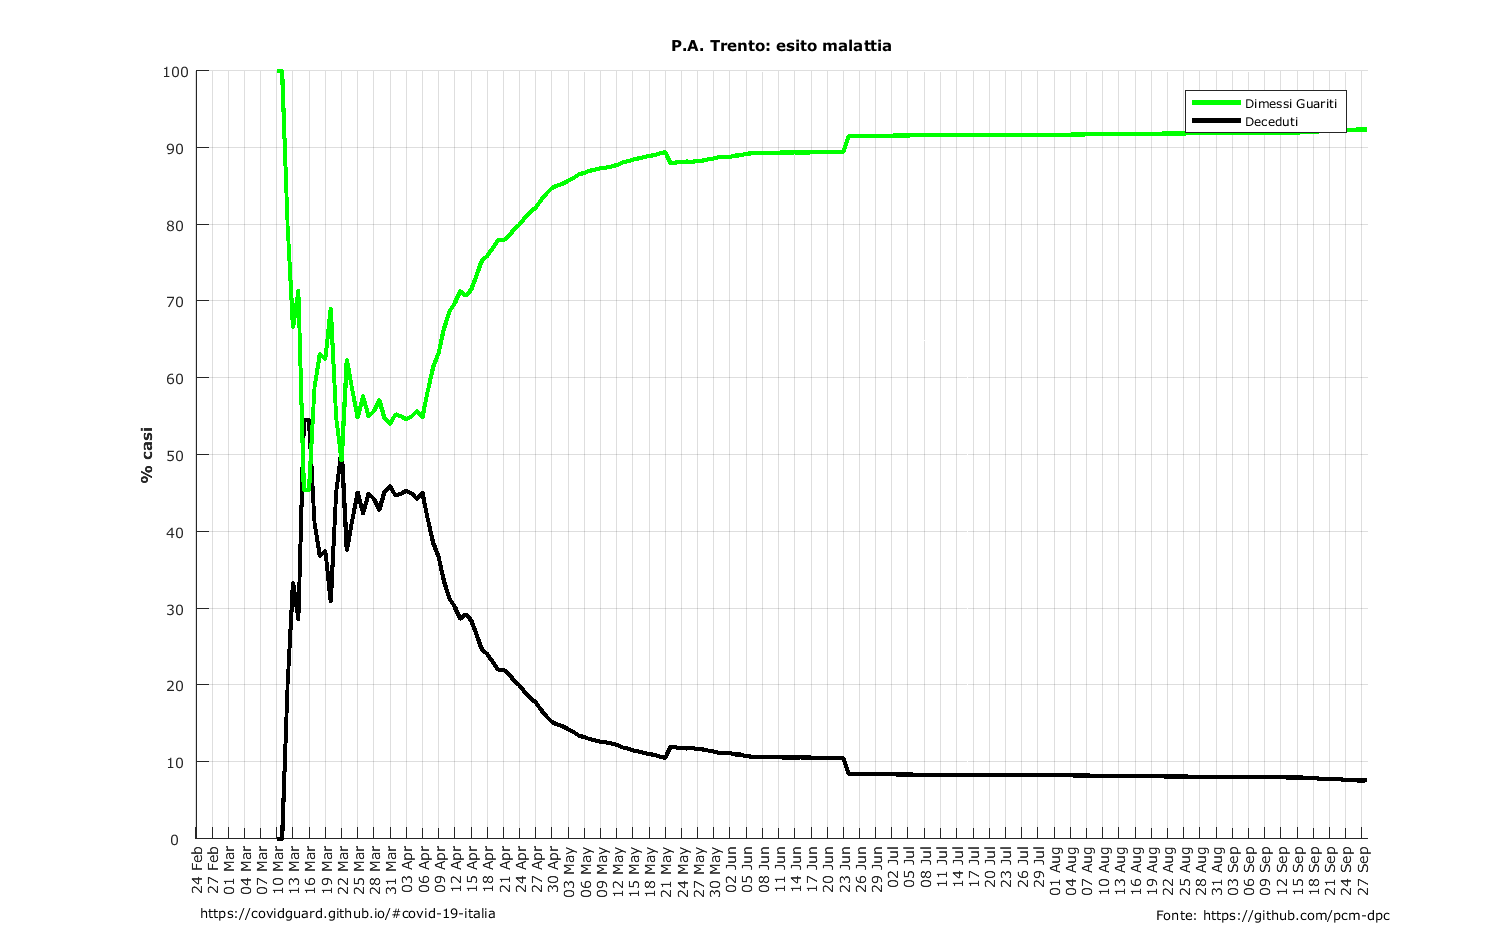 P.A. Trento: esito malattia
% casi
100
90
80
70
60
50
40
30
20
10
0
Dimessi Guariti
Deceduti
24 Feb
27 Feb
01 Mar
04 Mar
07 Mar
10 Mar
13 Mar
16 Mar
19 Mar
22 Mar
25 Mar
28 Mar
31 Mar
03 Apr
06 Apr
09 Apr
12 Apr
15 Apr
18 Apr
21 Apr
24 Apr
27 Apr
30 Apr
03 May
06 May
09 May
12 May
15 May
18 May
21 May
24 May
27 May
30 May
02 Jun
05 Jun
08 Jun
11 Jun
14 Jun
17 Jun
20 Jun
23 Jun
26 Jun
29 Jun
02 Jul
05 Jul
08 Jul
11 Jul
14 Jul
17 Jul
20 Jul
23 Jul
26 Jul
29 Jul
01 Aug
04 Aug
07 Aug
10 Aug
13 Aug
16 Aug
19 Aug
22 Aug
25 Aug
28 Aug
31 Aug
03 Sep
06 Sep
09 Sep
12 Sep
15 Sep
18 Sep
21 Sep
24 Sep
27 Sep
https://covidguard.github.io/#covid-19-italia
Fonte: https://github.com/pcm-dpc